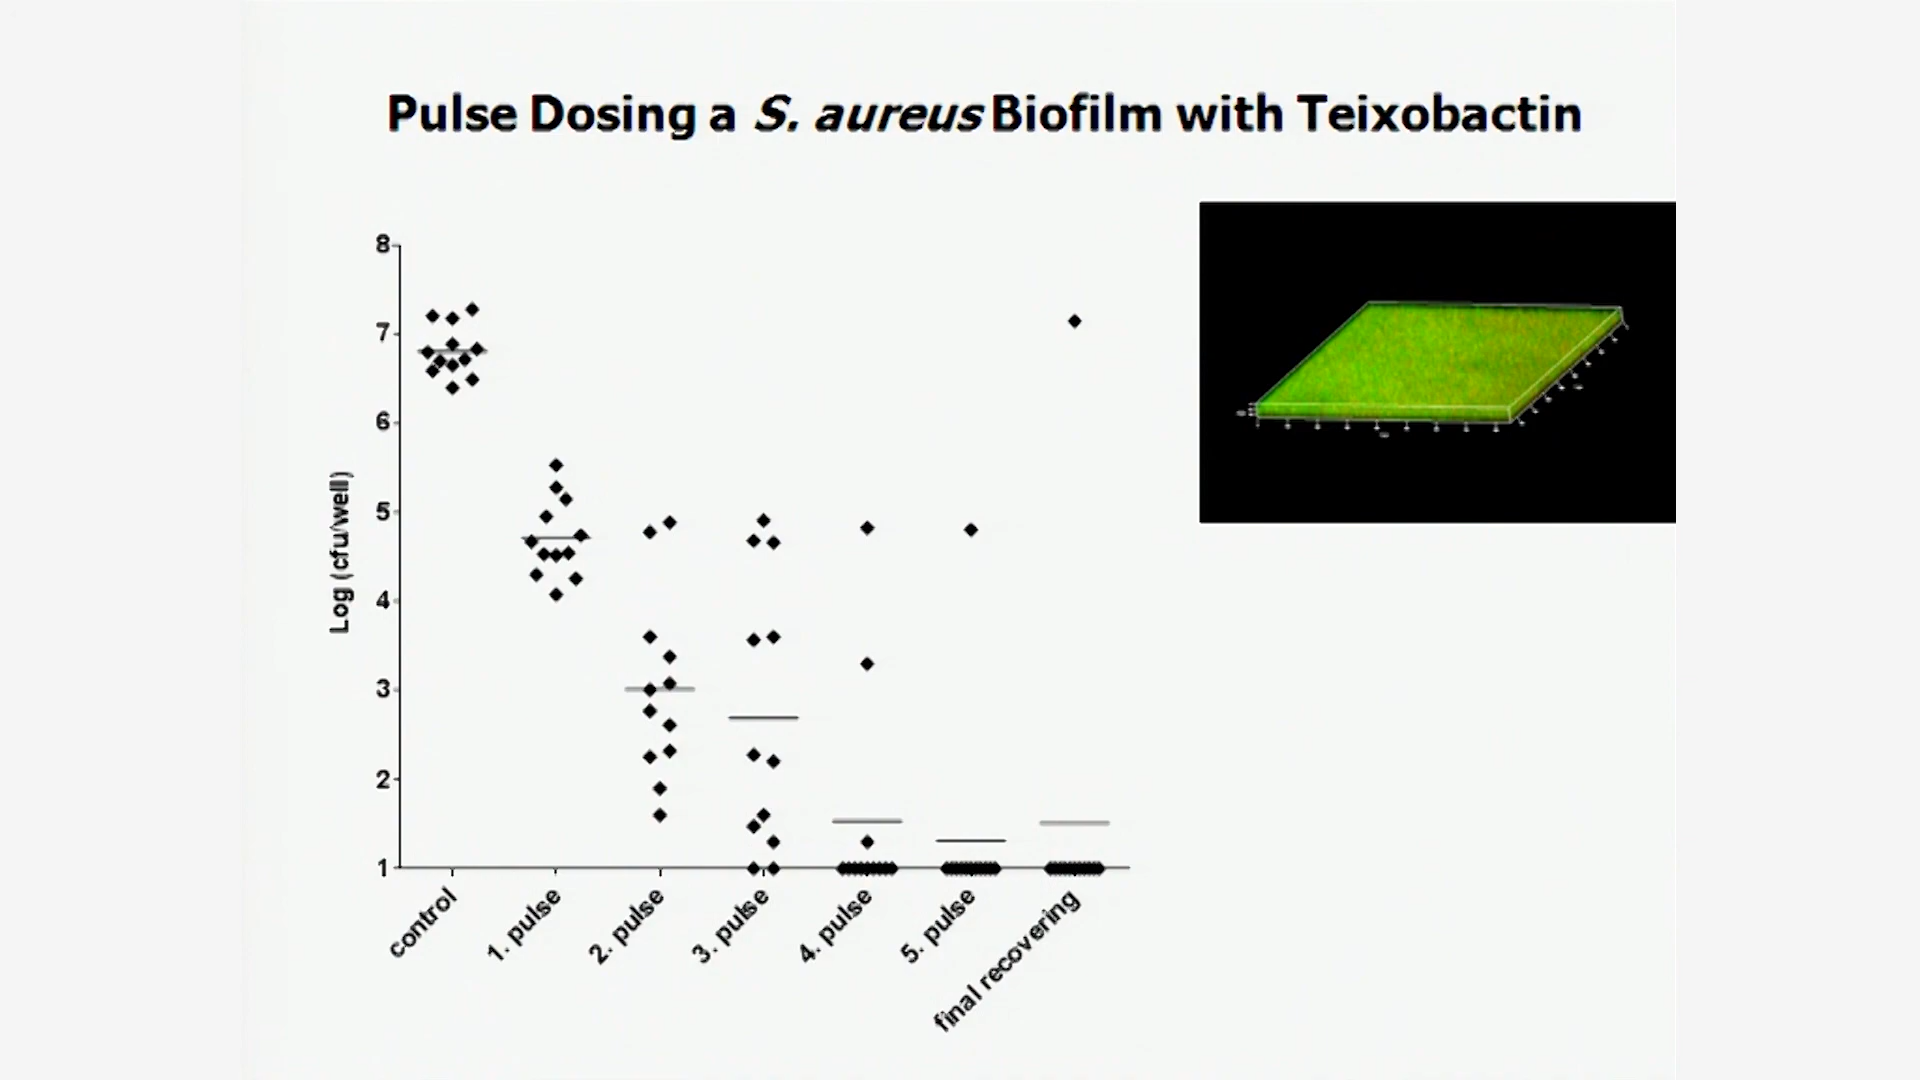 Pulse Dosing a S. aureus Biofilm with Teixobactin
Log (cfu/well)
8
7
6
5
4
3
2
1
control
1. pulse
2. pulse
3. pulse
4. pulse
5. pulse
final recovering